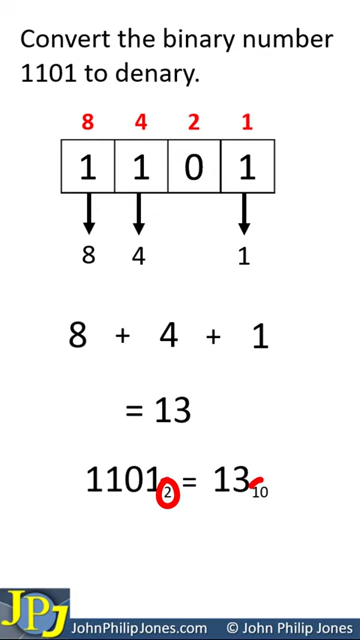 Convert the binary number
1101 to denary.
8 4 2 1
1 1 0 1
8 4 1
8 + 4 + 1
= 13
1101₂ = 13₁₀
JPJ JohnPhilipJones.com © John Philip Jones